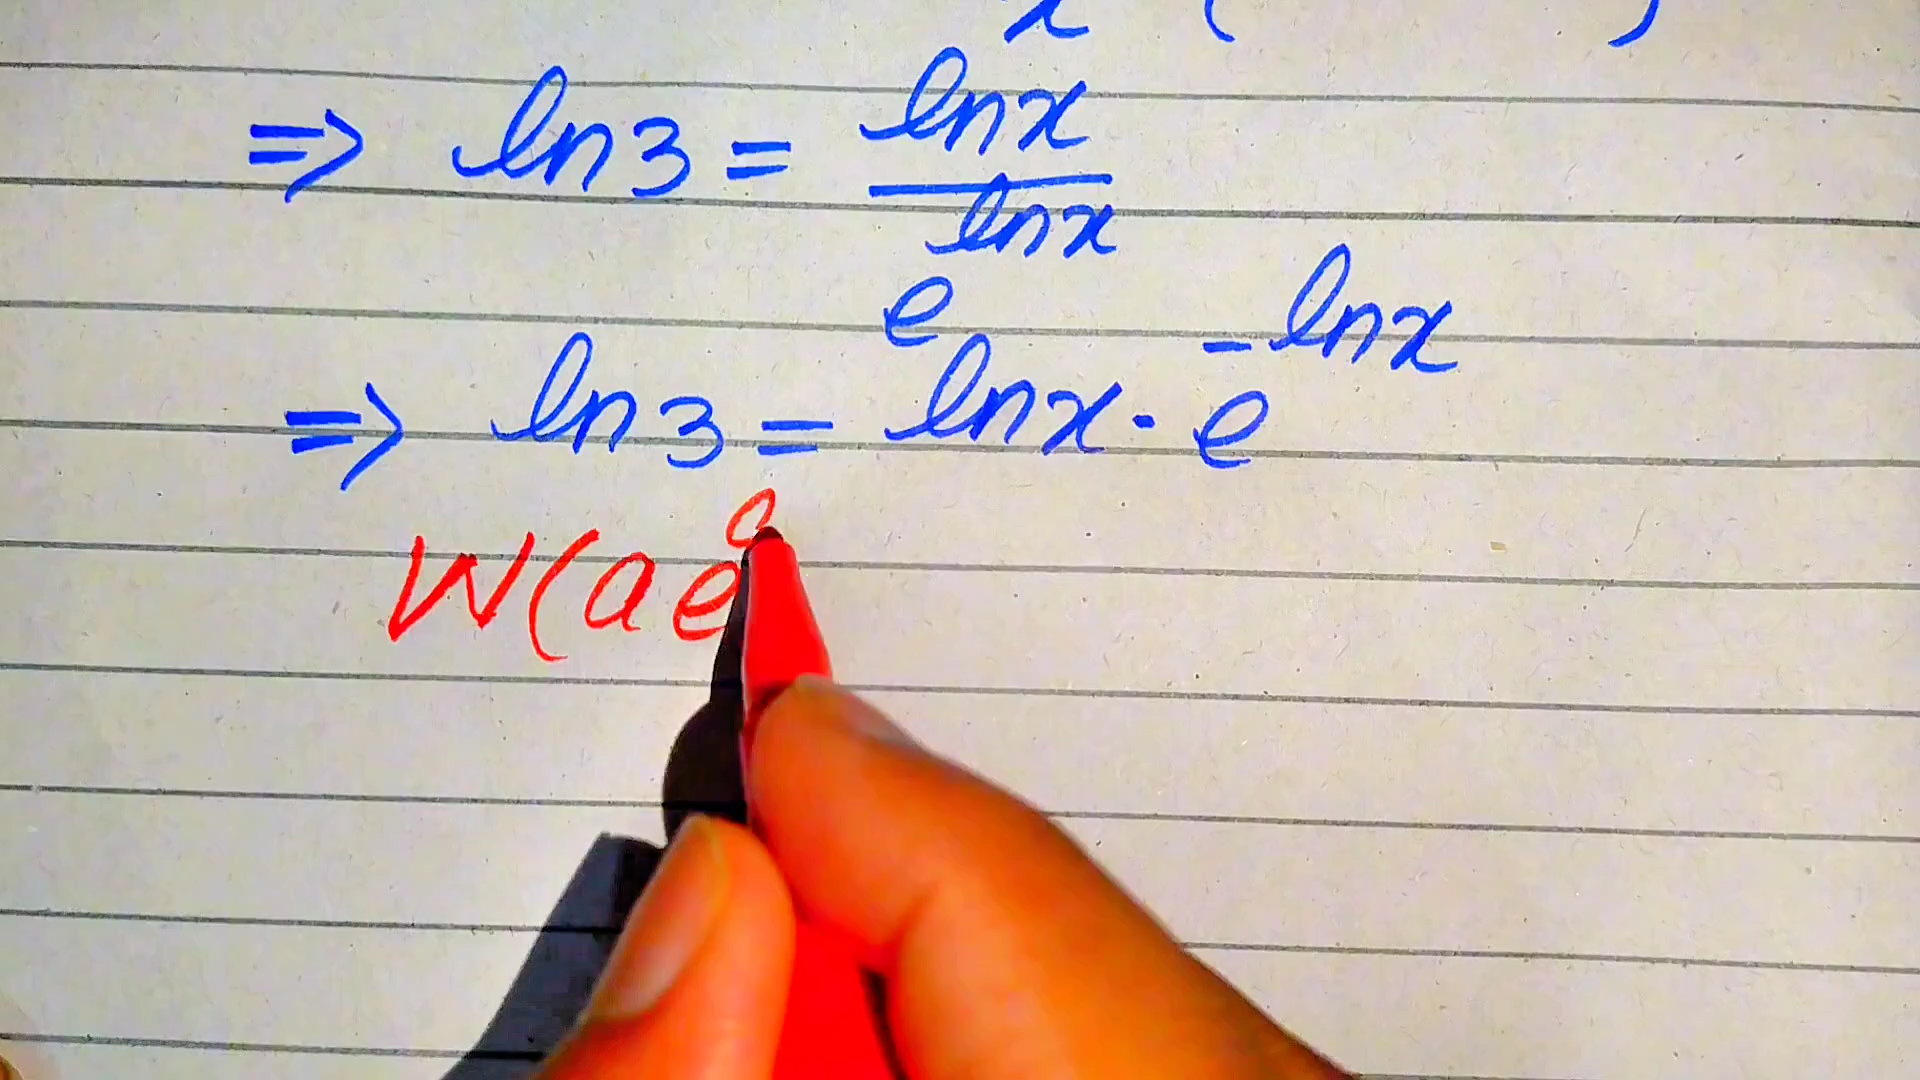 x ( )
⇒ ln3 = lnx / e^lnx
⇒ ln3 = lnx · e^-lnx
W(ae^a